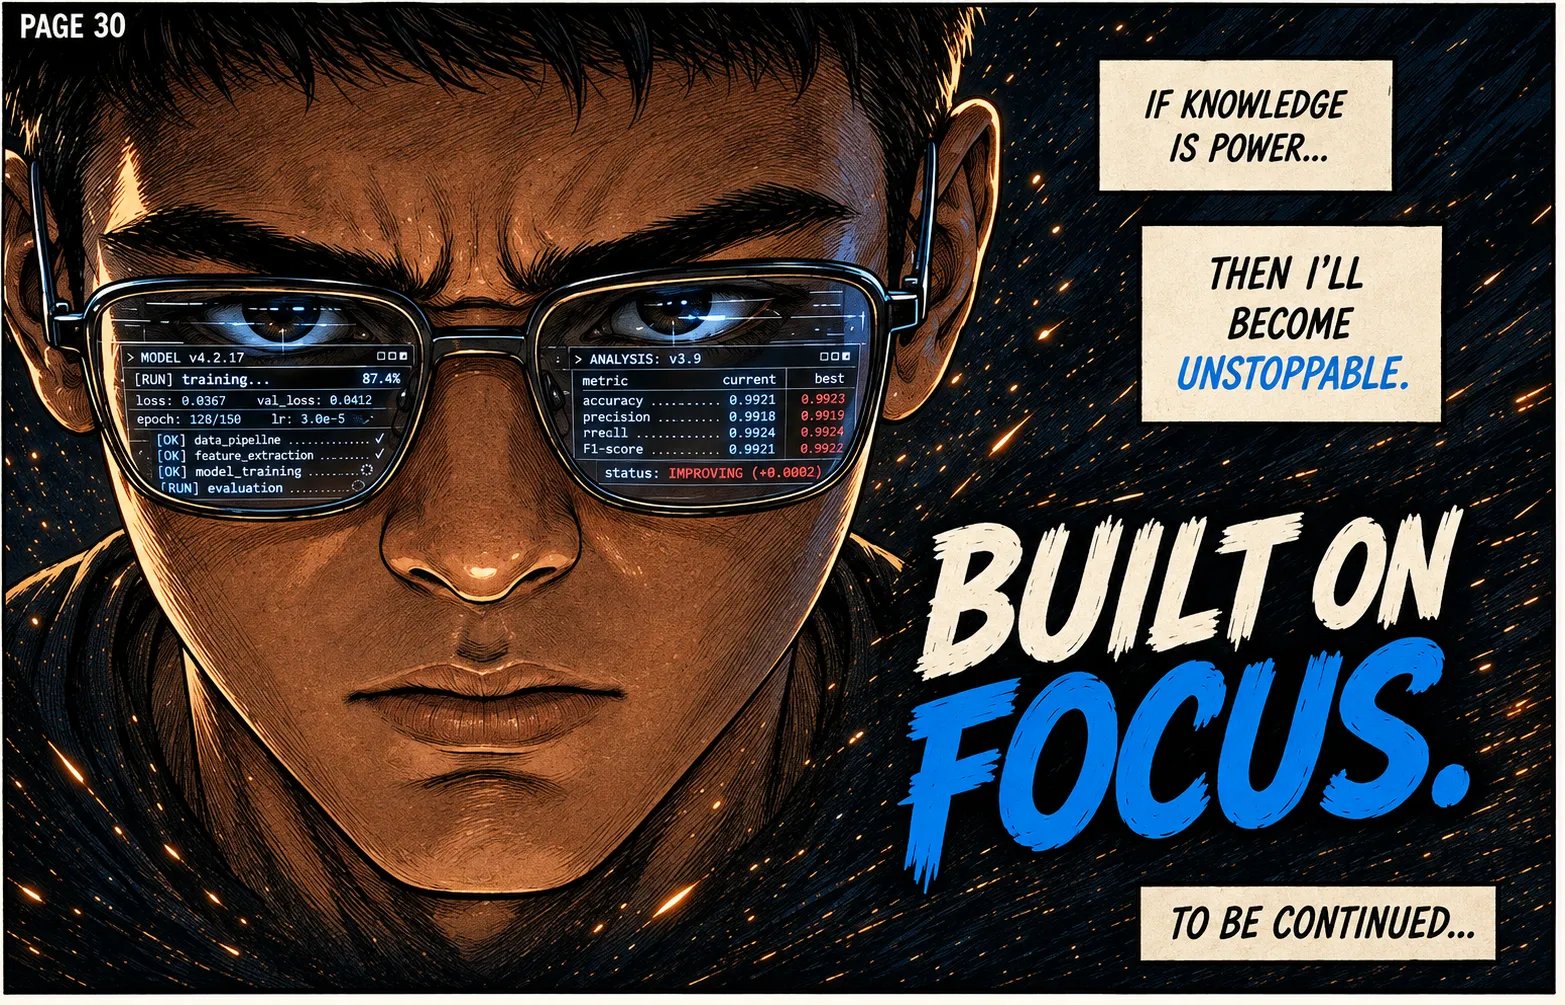 PAGE 30
IF KNOWLEDGE
IS POWER...
THEN I'LL
BECOME
UNSTOPPABLE.
> MODEL v4.2.17
[RUN] training... 87.4%
loss: 0.0367 val_loss: 0.0412
epoch: 128/150 lr: 3.0e-5
[OK] data_pipellne .................... ✓
[OK] feature_extraction ............ ✓
[OK] model_training ........
[RUN] evaluation ..............
> ANALYSIS: v3.9
metric current best
accuracy ......... 0.9921 0.9923
precision ........ 0.9918 0.9919
rrecll ........... 0.9924 0.9924
F1-score ......... 0.9921 0.9922
status: IMPROVING (+0.0002)
BUILT ON
FOCUS.
TO BE CONTINUED...